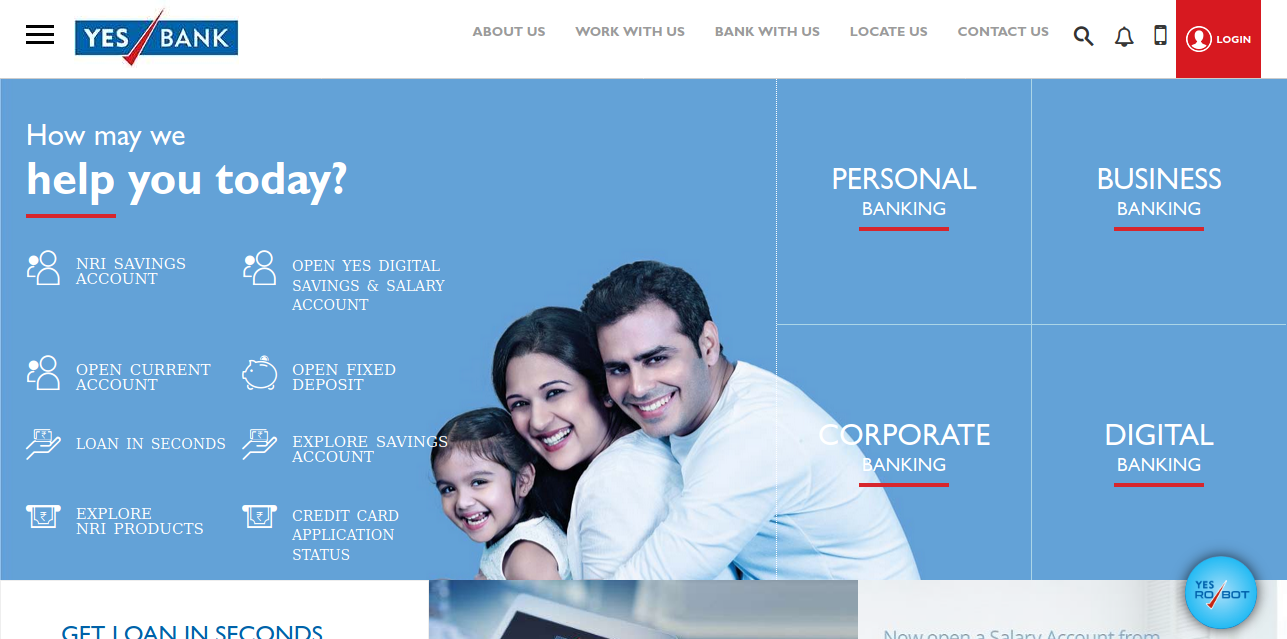 YES BANK
ABOUT US
WORK WITH US
BANK WITH US
LOCATE US
CONTACT US
LOGIN
How may we
help you today?
NRI SAVINGS
ACCOUNT
OPEN YES DIGITAL
SAVINGS & SALARY
ACCOUNT
OPEN CURRENT
ACCOUNT
OPEN FIXED
DEPOSIT
LOAN IN SECONDS
EXPLORE SAVINGS
ACCOUNT
EXPLORE
NRI PRODUCTS
CREDIT CARD
APPLICATION
STATUS
PERSONAL
BANKING
BUSINESS
BANKING
CORPORATE
BANKING
DIGITAL
BANKING
GET LOAN IN SECONDS
Now open a Salary Account from
YES
ROBOT